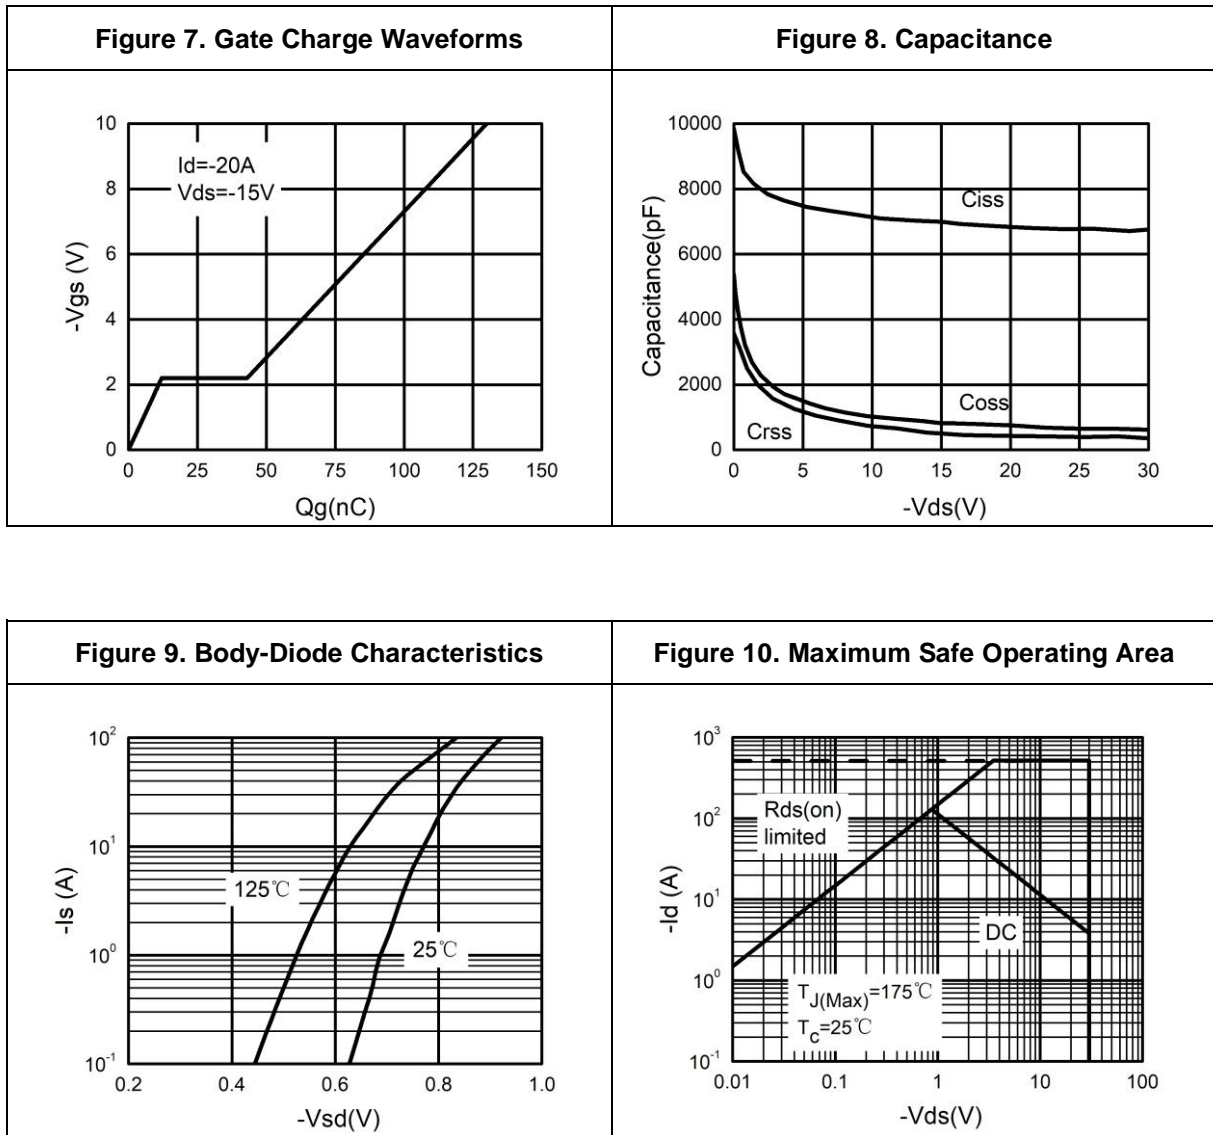 Figure 7. Gate Charge Waveforms
Figure 8. Capacitance
10
8
6
4
2
0
-Vgs (V)
Id=-20A
Vds=-15V
0 25 50 75 100 125 150
Qg(nC)
10000
8000
6000
4000
2000
0
Capacitance(pF)
Ciss
Coss
Crss
0 5 10 15 20 25 30
-Vds(V)
Figure 9. Body-Diode Characteristics
Figure 10. Maximum Safe Operating Area
10²
10¹
10⁰
10⁻¹
-Is (A)
125℃
25℃
0.2 0.4 0.6 0.8 1.0
-Vsd(V)
10³
10²
10¹
10⁰
10⁻¹
-Id (A)
Rds(on)
limited
DC
TJ(Max)=175℃
Tc=25℃
0.01 0.1 1 10 100
-Vds(V)